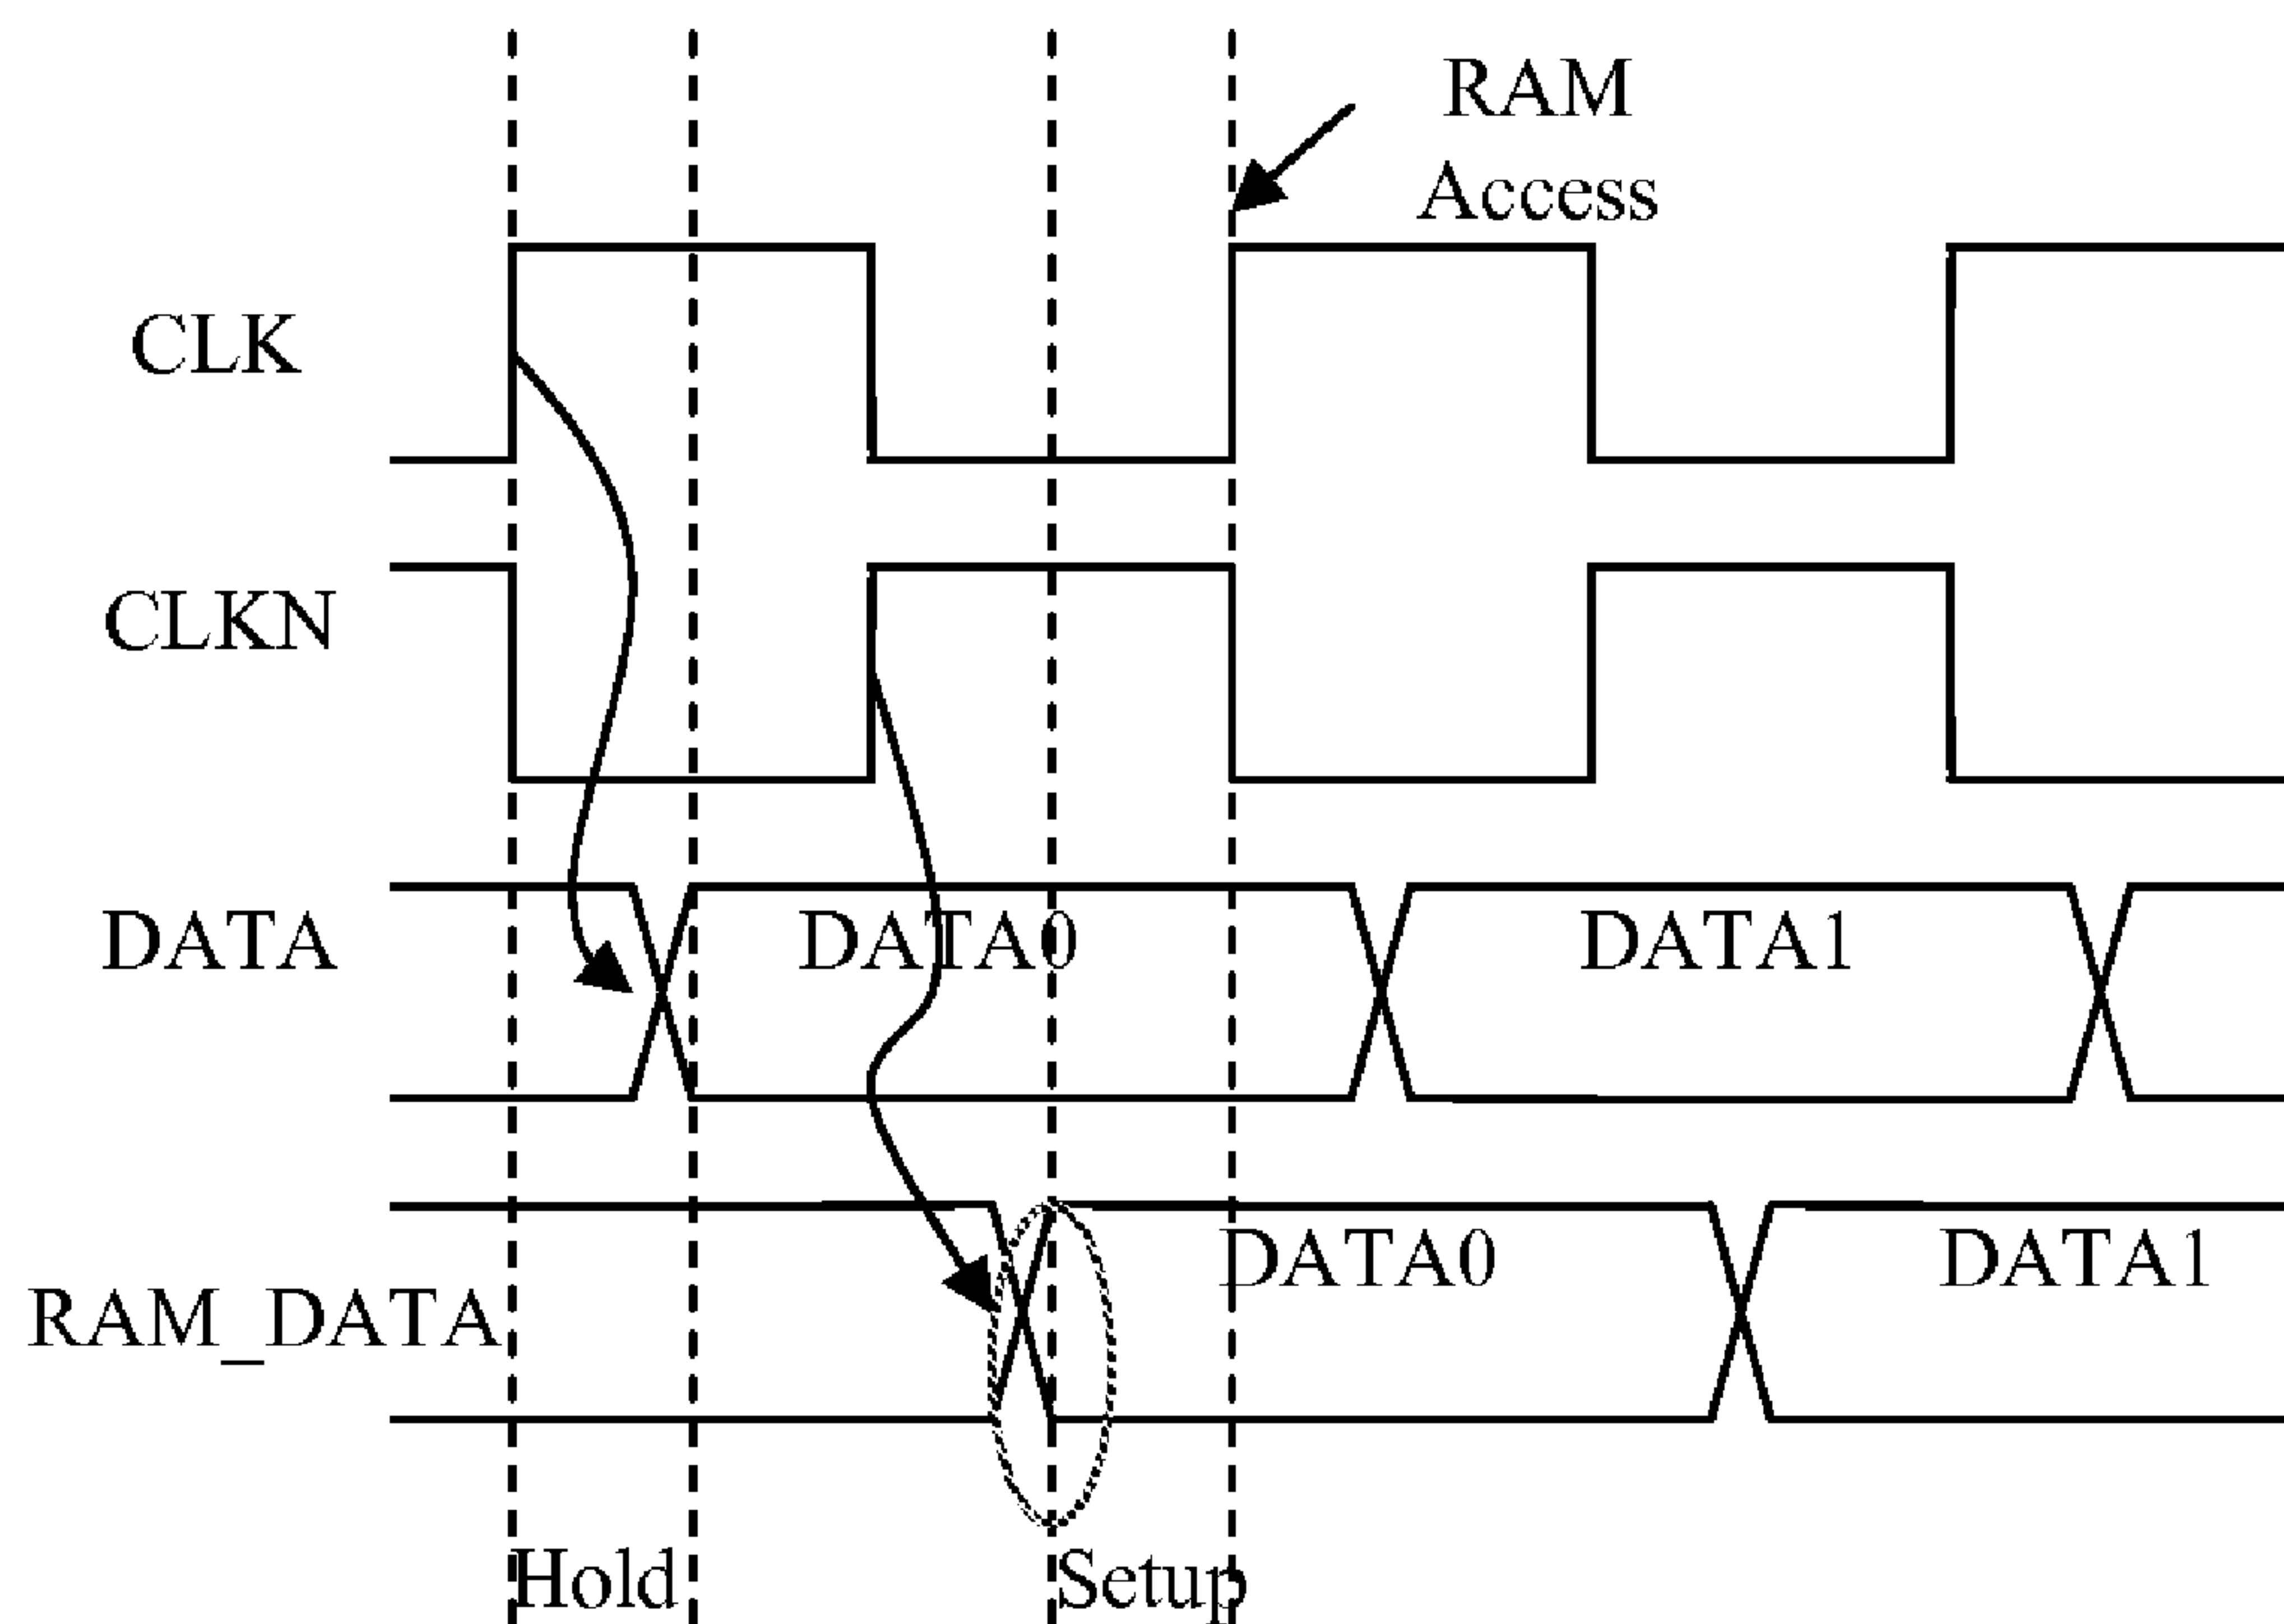 RAM
Access
CLK
CLKN
DATA DATA0 DATA1
DATA0 DATA1
RAM_DATA
Hold Setup